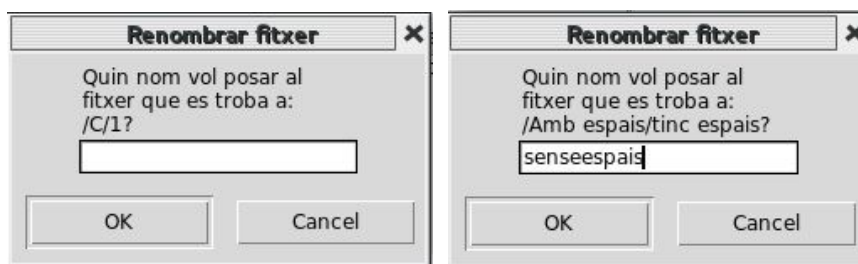 Renombrar fitxer
Quin nom vol posar al
fitxer que es troba a:
/C/1?
OK Cancel
Renombrar fitxer
Quin nom vol posar al
fitxer que es troba a:
/Amb espais/tinc espais?
senseespais
OK Cancel